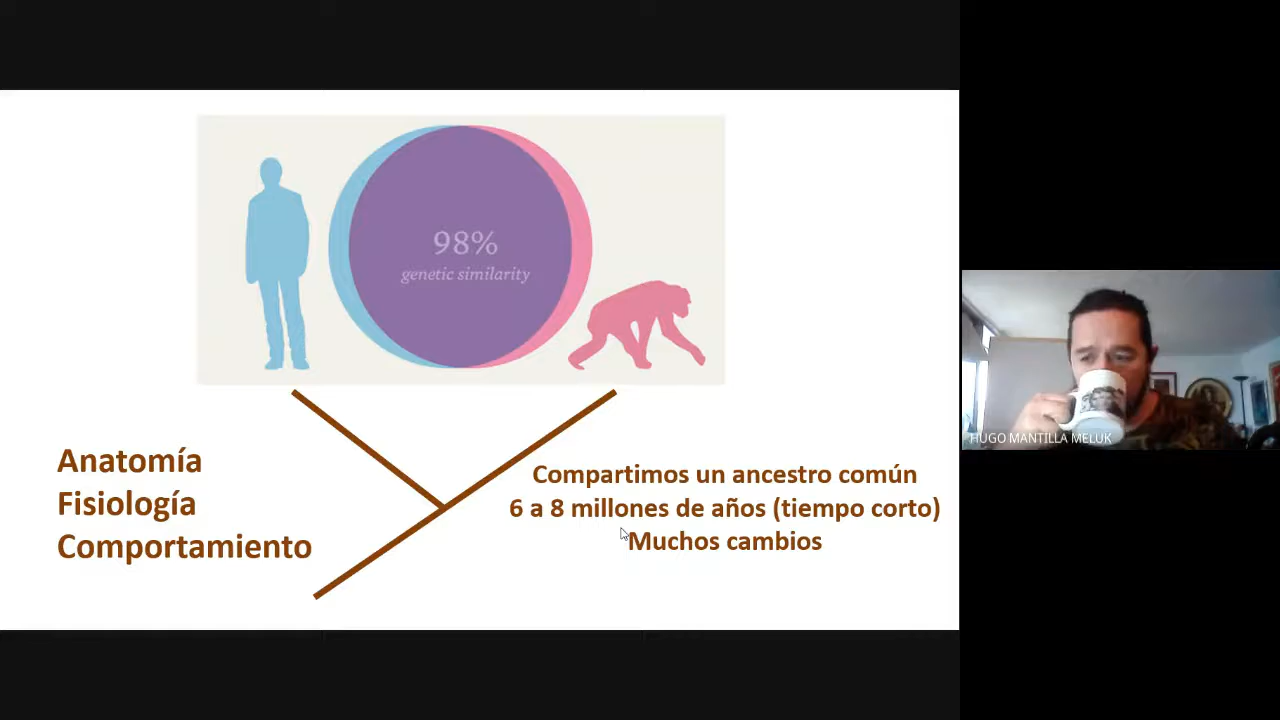 98%
genetic similarity
Anatomía
Fisiología
Comportamiento
Compartimos un ancestro común
6 a 8 millones de años (tiempo corto)
Muchos cambios
HUGO MANTILLA MELUK